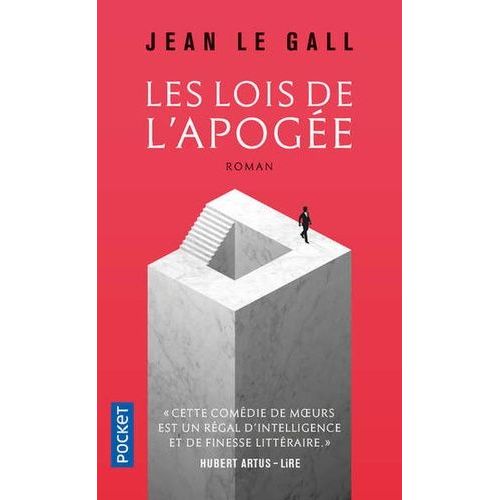 JEAN LE GALL
LES LOIS DE
L'APOGÉE
ROMAN
« CETTE COMÉDIE DE MŒURS
EST UN RÉGAL D'INTELLIGENCE
ET DE FINESSE LITTÉRAIRE. »
HUBERT ARTUS – LiRE
POCKET